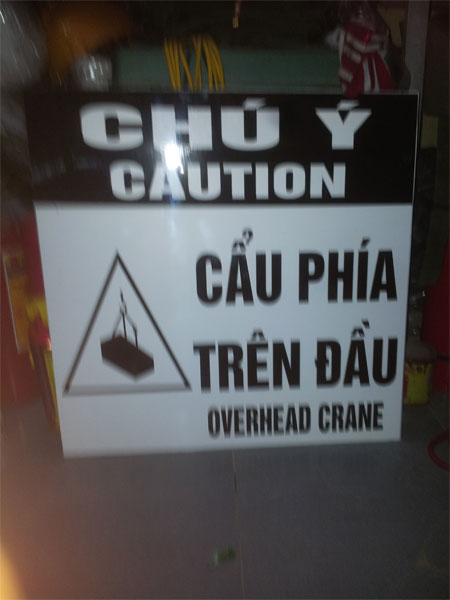 CHÚ Ý
CAUTION
CẨU PHÍA
TRÊN ĐẦU
OVERHEAD CRANE